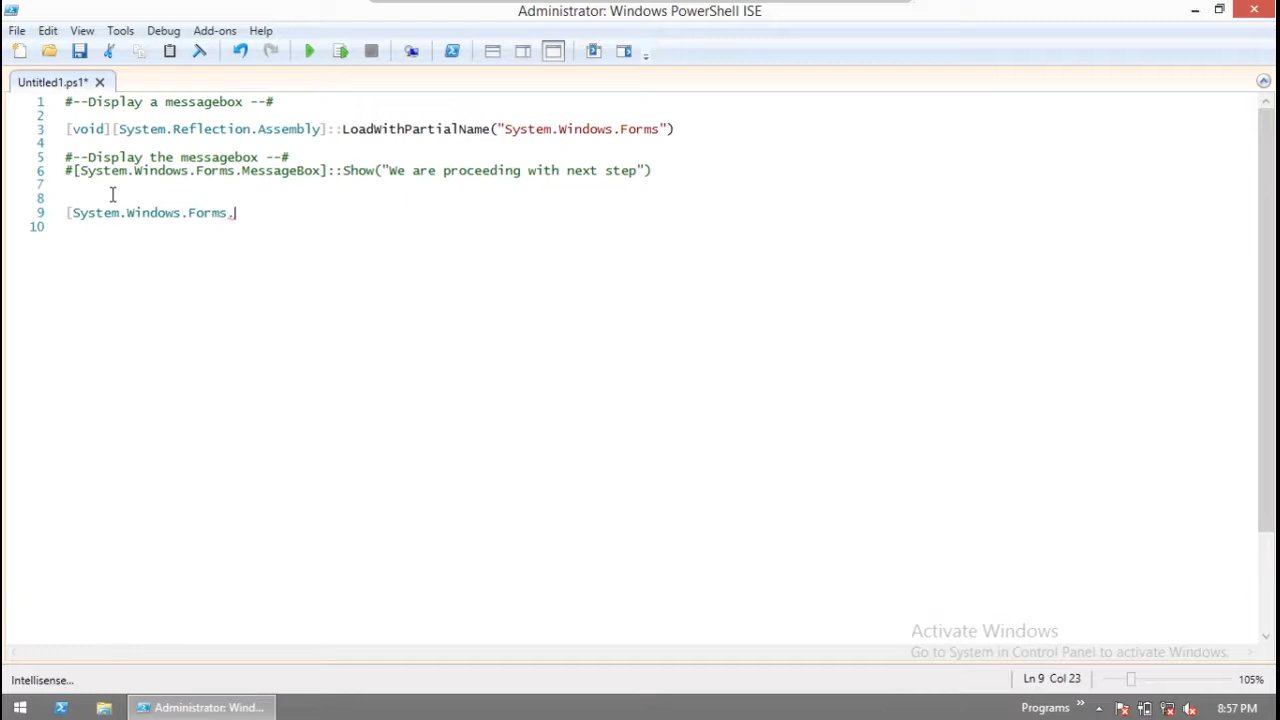 Administrator: Windows PowerShell ISE
File Edit View Tools Debug Add-ons Help
Untitled1.ps1*
1 #--Display a messagebox --#
2
3 [void][System.Reflection.Assembly]::LoadWithPartialName("System.Windows.Forms")
4
5 #--Display the messagebox --#
6 #[System.Windows.Forms.MessageBox]::Show("We are proceeding with next step")
7
8
9 [System.Windows.Forms.
10
Activate Windows
Go to System in Control Panel to activate Windows.
Intellisense... Ln 9 Col 23 105%
Administrator: Wind... Programs 8:57 PM